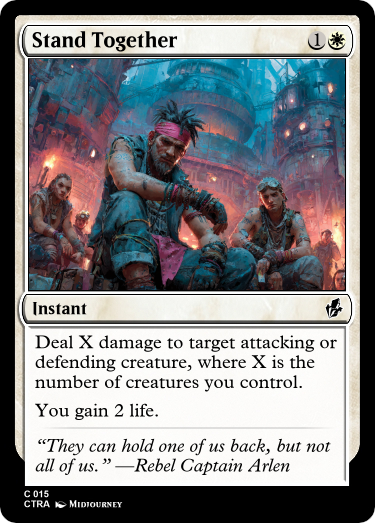 Stand Together 1
Instant
Deal X damage to target attacking or
defending creature, where X is the
number of creatures you control.
You gain 2 life.
“They can hold one of us back, but not
all of us.” —Rebel Captain Arlen
C 015
CTRA Midjourney